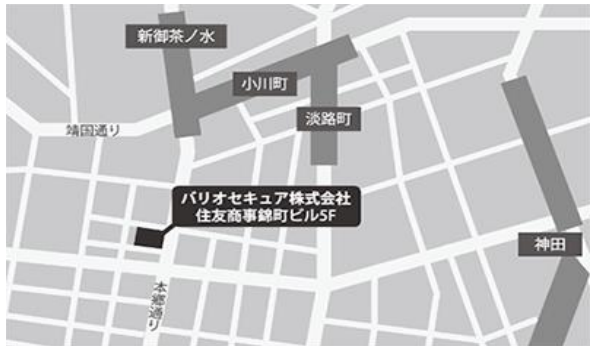 新御茶ノ水
小川町
淡路町
靖国通り
バリオセキュア株式会社
住友商事錦町ビル5F
神田
本郷通り